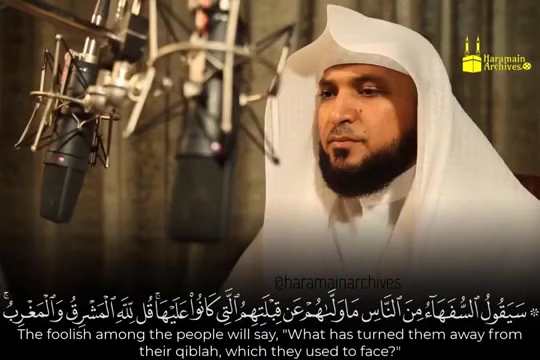 Haramain
Archives
@haramainarchives
۞ سَيَقُولُ ٱلسُّفَهَآءُ مِنَ ٱلنَّاسِ مَا وَلَّىٰهُمْ عَن قِبْلَتِهِمُ ٱلَّتِى كَانُوا۟ عَلَيْهَا ۚ قُل لِّلَّهِ ٱلْمَشْرِقُ وَٱلْمَغْرِبُ ۚ
The foolish among the people will say, "What has turned them away from
their qiblah, which they used to face?"